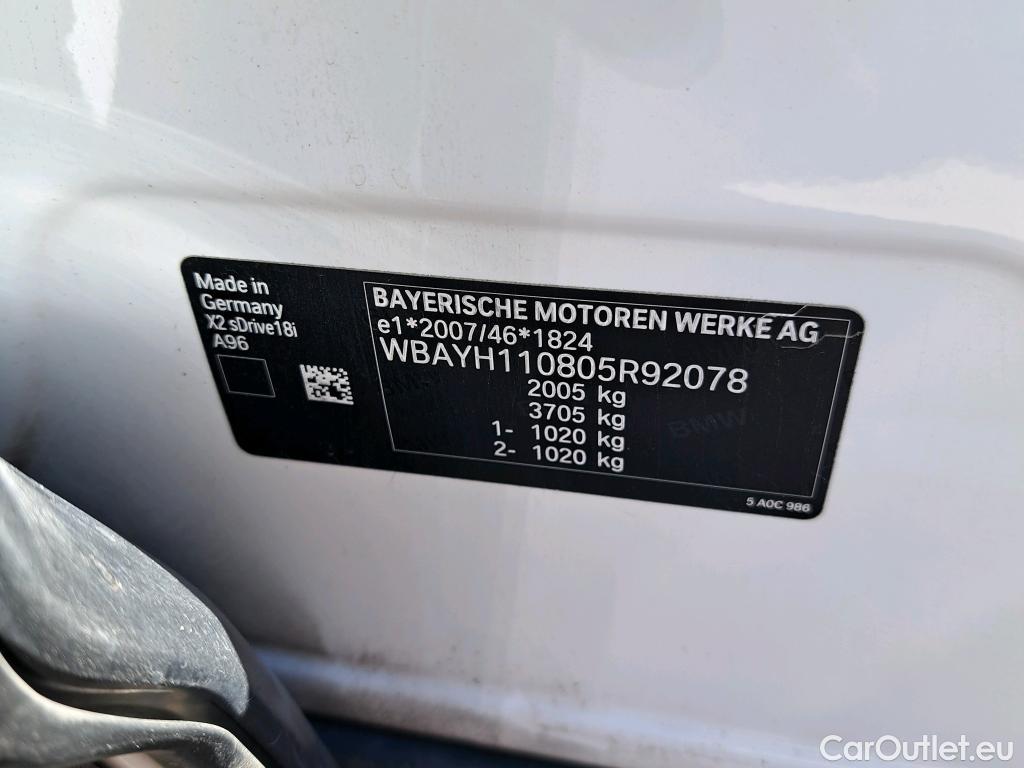 Made in
Germany
X2 sDrive18i
A96
BAYERISCHE MOTOREN WERKE AG
e1*2007/46*1824
WBAYH110805R92078
2005 kg
3705 kg
1- 1020 kg
2- 1020 kg
BMW
5 A0C 986
CarOutlet.eu